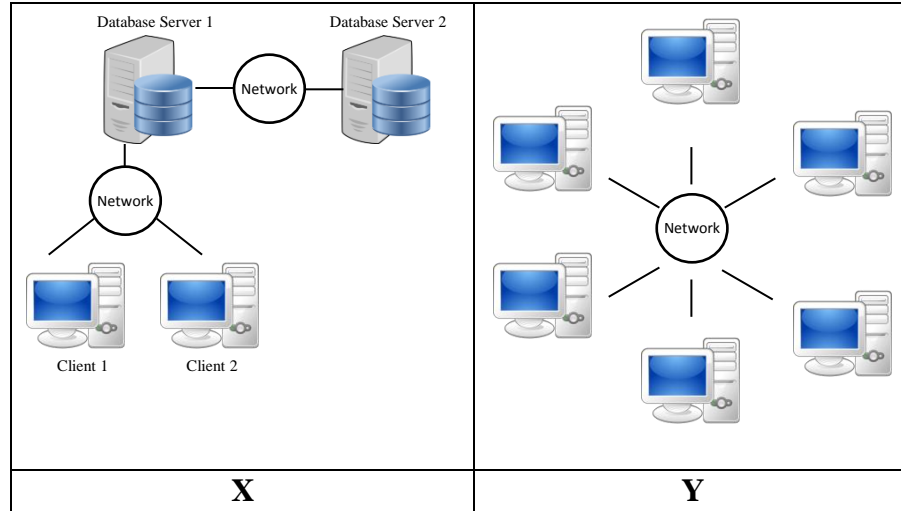 Database Server 1
Database Server 2
Network
Network
Client 1
Client 2
Network
X
Y